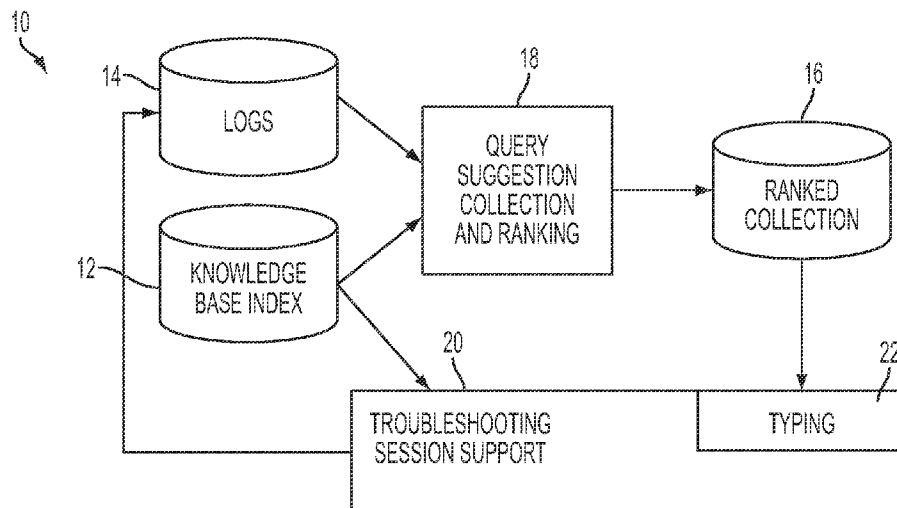 10
14
LOGS
18
QUERY
SUGGESTION
COLLECTION
AND RANKING
16
RANKED
COLLECTION
12
KNOWLEDGE
BASE INDEX
20
TROUBLESHOOTING
SESSION SUPPORT
22
TYPING